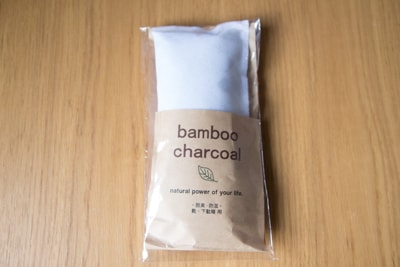 bamboo
charcoal
natural power of your life.